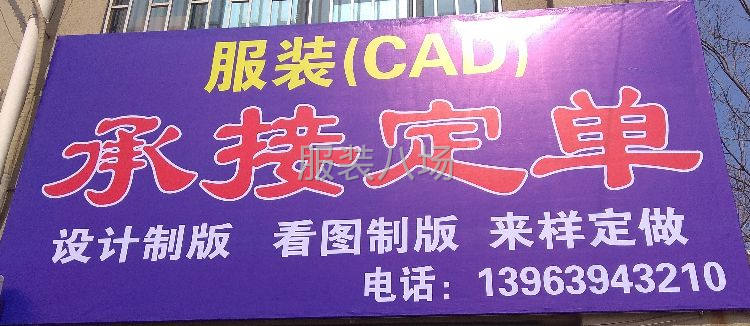 服装(CAD)
承接定单
服装八场
设计制版 看图制版 来样定做
电话：13963943210